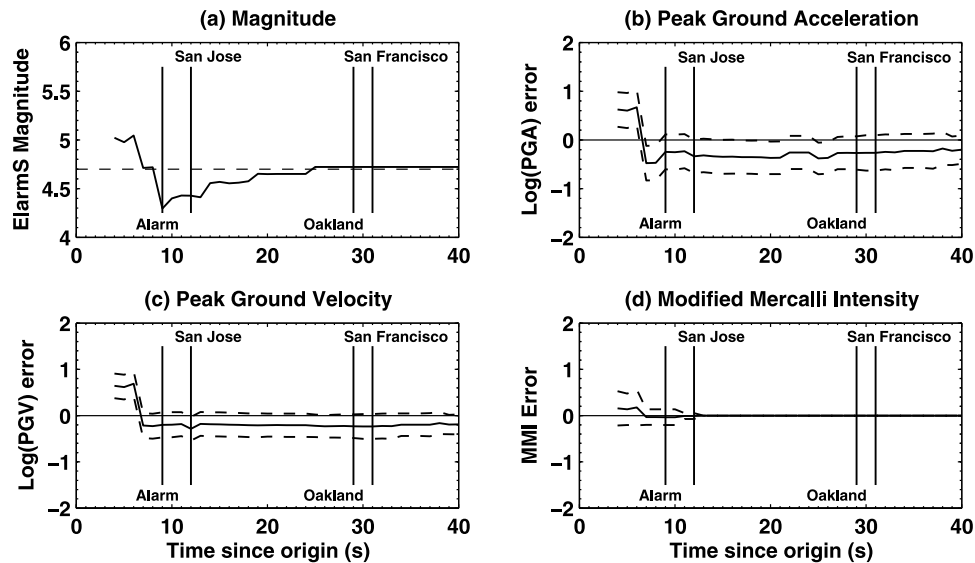 (a) Magnitude
6
5.5
5
4.5
4
ElarmS Magnitude
San Jose
San Francisco
Alarm
Oakland
0 10 20 30 40
(b) Peak Ground Acceleration
2
1
0
−1
−2
Log(PGA) error
San Jose
San Francisco
Alarm
Oakland
0 10 20 30 40
(c) Peak Ground Velocity
2
1
0
−1
−2
Log(PGV) error
San Jose
San Francisco
Alarm
Oakland
0 10 20 30 40
Time since origin (s)
(d) Modified Mercalli Intensity
2
1
0
−1
−2
MMI Error
San Jose
San Francisco
Alarm
Oakland
0 10 20 30 40
Time since origin (s)